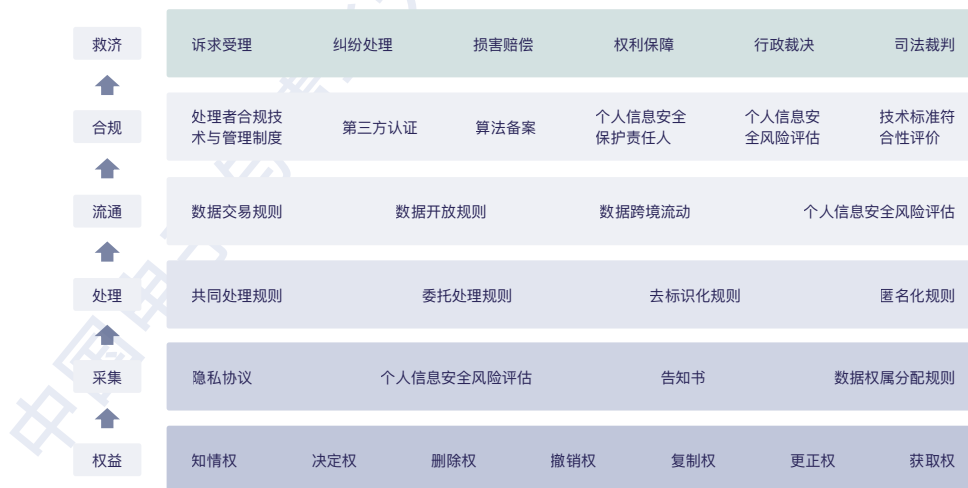 救济
诉求受理 纠纷处理 损害赔偿 权利保障 行政裁决 司法裁判
合规
处理者合规技
术与管理制度
第三方认证
算法备案
个人信息安全
保护责任人
个人信息安
全风险评估
技术标准符
合性评价
流通
数据交易规则 数据开放规则 数据跨境流动 个人信息安全风险评估
处理
共同处理规则 委托处理规则 去标识化规则 匿名化规则
采集
隐私协议 个人信息安全风险评估 告知书 数据权属分配规则
权益
知情权 决定权 删除权 撤销权 复制权 更正权 获取权